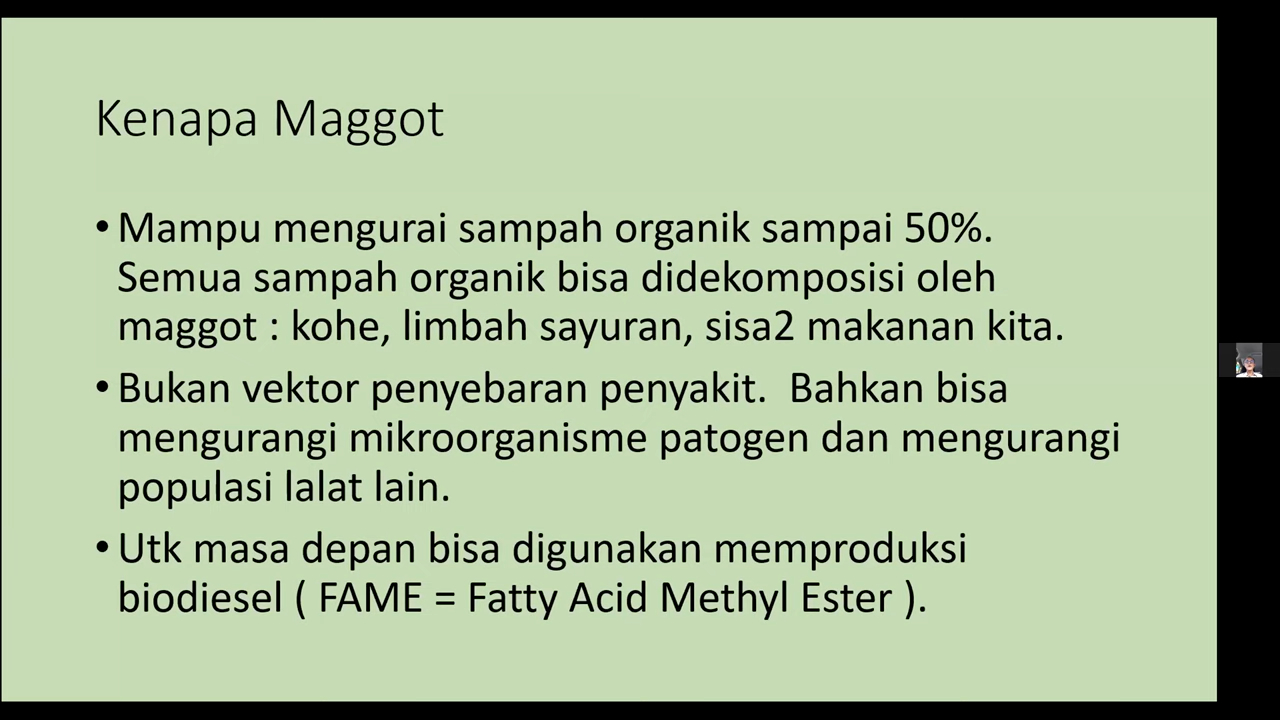 Kenapa Maggot
•Mampu mengurai sampah organik sampai 50%.
Semua sampah organik bisa didekomposisi oleh
maggot : kohe, limbah sayuran, sisa2 makanan kita.
•Bukan vektor penyebaran penyakit.  Bahkan bisa
mengurangi mikroorganisme patogen dan mengurangi
populasi lalat lain.
•Utk masa depan bisa digunakan memproduksi
biodiesel ( FAME = Fatty Acid Methyl Ester ).